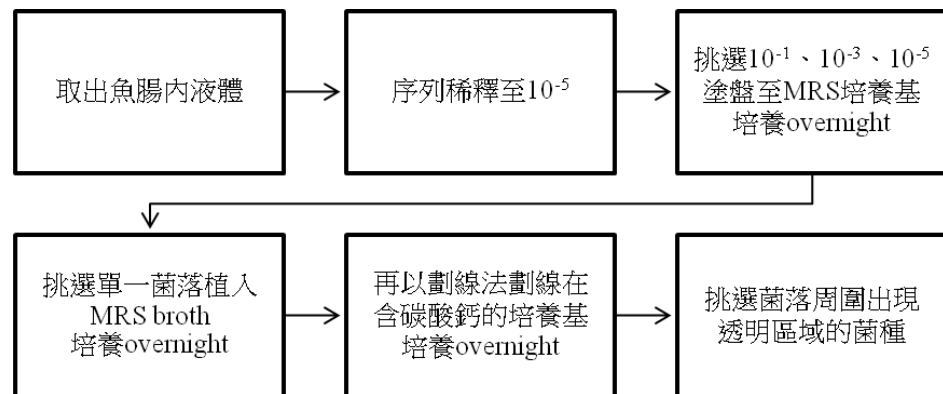 取出魚腸內液體
序列稀釋至10⁻⁵
挑選10⁻¹、10⁻³、10⁻⁵
塗盤至MRS培養基
培養overnight
挑選單一菌落植入
MRS broth
培養overnight
再以劃線法劃線在
含碳酸鈣的培養基
培養overnight
挑選菌落周圍出現
透明區域的菌種